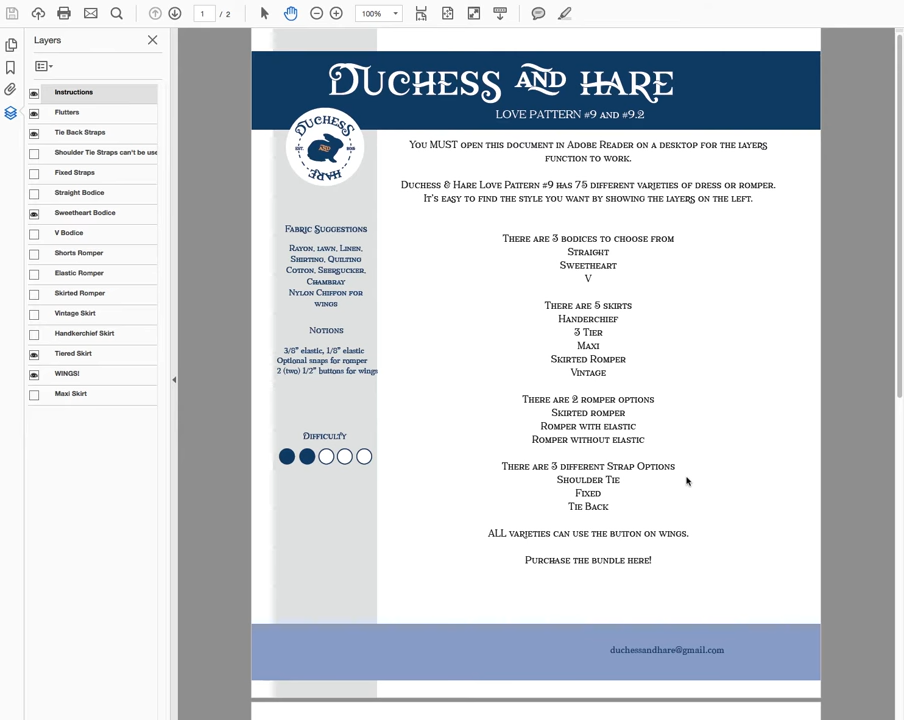 1 / 2
100%
Layers
Instructions
Flutters
Tie Back Straps
Shoulder Tie Straps can't be use
Fixed Straps
Straight Bodice
Sweetheart Bodice
V Bodice
Shorts Romper
Elastic Romper
Skirted Romper
Vintage Skirt
Handkerchief Skirt
Tiered Skirt
WINGS!
Maxi Skirt
Duchess and Hare
LOVE PATTERN #9 AND #9.2
DUCHESS
AND
HARE
Fabric Suggestions
Rayon, lawn, Linen,
Shirting, Quilting
Cotton, Seersucker,
Chambray
Nylon Chiffon for
wings
Notions
3/8" elastic, 1/8" elastic
Optional snaps for romper
2 (two) 1/2" buttons for wings
Difficulty
You MUST open this document in Adobe Reader on a desktop for the layers
function to work.
Duchess & Hare Love Pattern #9 has 75 different varieties of dress or romper.
It's easy to find the style you want by showing the layers on the left.
There are 3 bodices to choose from
Straight
Sweetheart
V
There are 5 skirts
Handerchief
3 Tier
Maxi
Skirted Romper
Vintage
There are 2 romper options
Skirted romper
Romper with elastic
Romper without elastic
There are 3 different Strap Options
Shoulder Tie
Fixed
Tie Back
ALL varieties can use the button on wings.
Purchase the bundle here!
duchessandhare@gmail.com